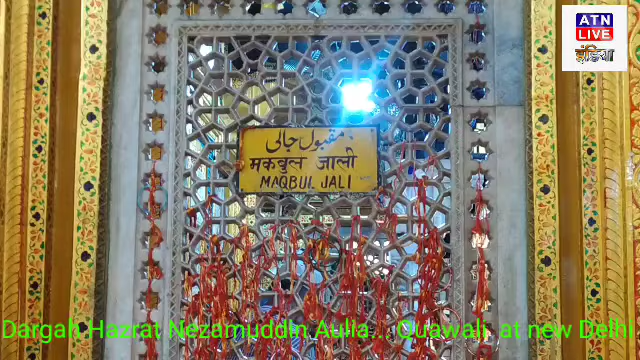 ATN
LIVE
इंडिया
مقبول جالی
मकबुल जाली
MAQBUL JALI
Dargah Hazrat Nezamuddin Aulia... Quawali at new Delhi